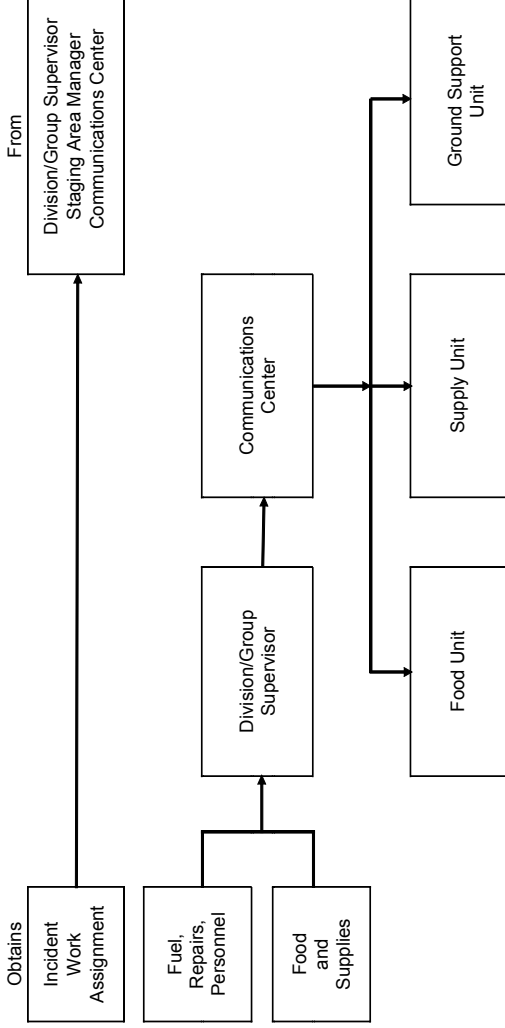 Obtains
From
Incident
Work
Assignment
Division/Group Supervisor
Staging Area Manager
Communications Center
Fuel,
Repairs,
Personnel
Food
and
Supplies
Division/Group
Supervisor
Communications
Center
Food Unit
Supply Unit
Ground Support
Unit